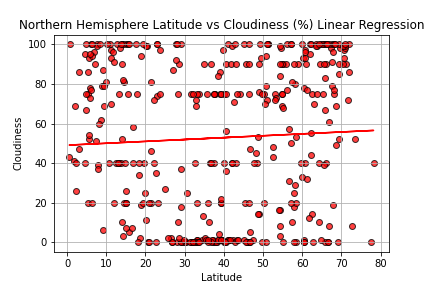 Northern Hemisphere Latitude vs Cloudiness (%) Linear Regression
100
80
60
40
20
0
Cloudiness
0 10 20 30 40 50 60 70 80
Latitude